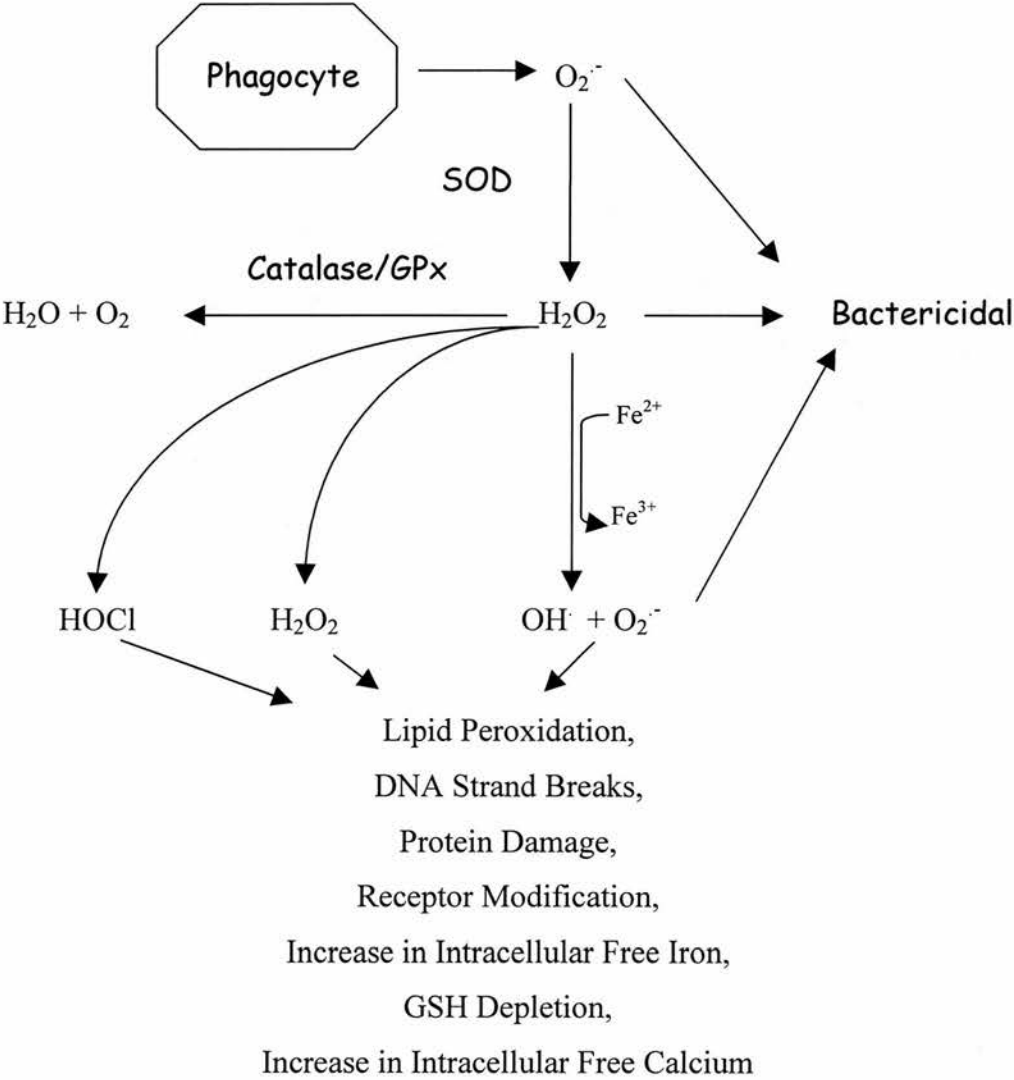 Phagocyte
O₂·⁻
SOD
Catalase/GPx
H₂O + O₂
H₂O₂
Bactericidal
Fe²⁺
Fe³⁺
HOCl
H₂O₂
OH· + O₂·⁻
Lipid Peroxidation,
DNA Strand Breaks,
Protein Damage,
Receptor Modification,
Increase in Intracellular Free Iron,
GSH Depletion,
Increase in Intracellular Free Calcium